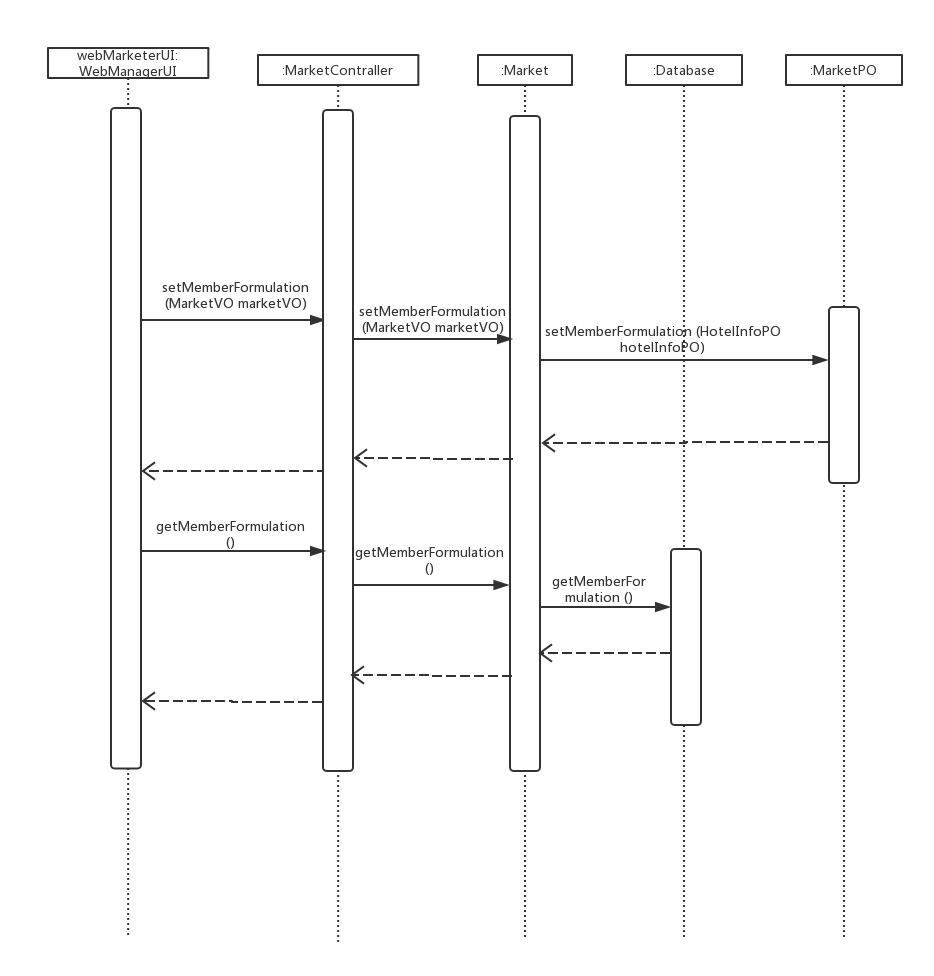 webMarketerUI:
WebManagerUI
:MarketContraller
:Market
:Database
:MarketPO
setMemberFormulation
(MarketVO marketVO)
setMemberFormulation
(MarketVO marketVO)
setMemberFormulation (HotelInfoPO
hotelInfoPO)
getMemberFormulation
()
getMemberFormulation
()
getMemberFor
mulation ()